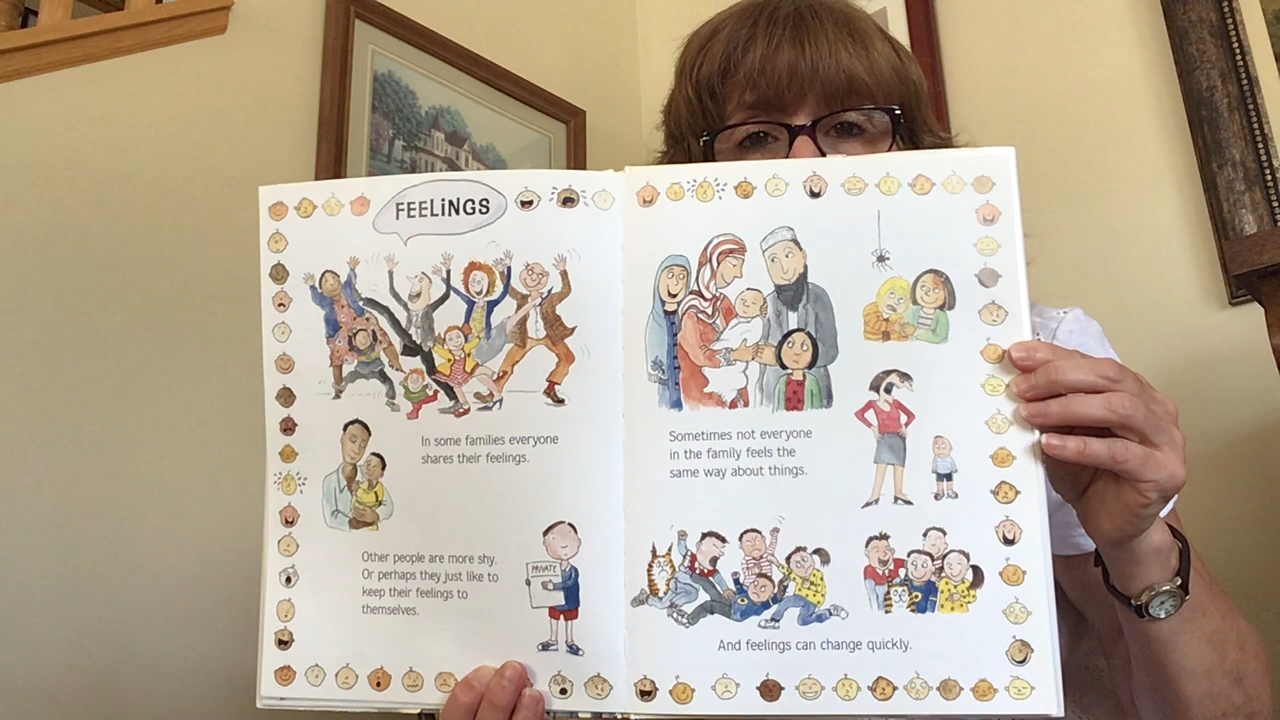 FEELiNGS
In some families everyone
shares their feelings.
Other people are more shy.
Or perhaps they just like to
keep their feelings to
themselves.
PRIVATE
Sometimes not everyone
in the family feels the
same way about things.
And feelings can change quickly.